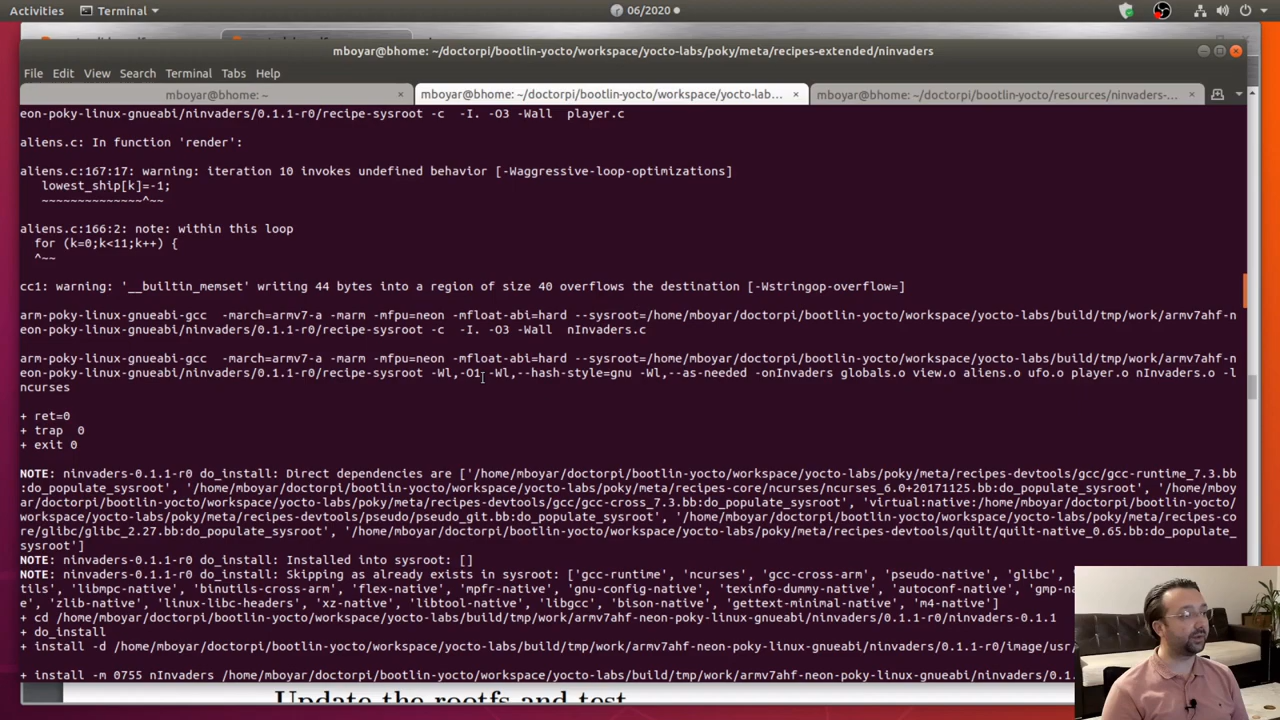 Activities Terminal 06/2020
mboyar@bhome: ~/doctorpi/bootlin-yocto/workspace/yocto-labs/poky/meta/recipes-extended/ninvaders
File Edit View Search Terminal Tabs Help
mboyar@bhome: ~ × mboyar@bhome: ~/doctorpi/bootlin-yocto/workspace/yocto-lab... × mboyar@bhome: ~/doctorpi/bootlin-yocto/resources/ninvaders-... ×
eon-poky-linux-gnueabi/ninvaders/0.1.1-r0/recipe-sysroot -c  -I. -O3 -Wall  player.c
aliens.c: In function 'render':
aliens.c:167:17: warning: iteration 10 invokes undefined behavior [-Waggressive-loop-optimizations]
lowest_ship[k]=-1;
~~~~~~~~~~~~~~^~~
aliens.c:166:2: note: within this loop
for (k=0;k<11;k++) {
^~~
cc1: warning: '__builtin_memset' writing 44 bytes into a region of size 40 overflows the destination [-Wstringop-overflow=]
arm-poky-linux-gnueabi-gcc  -march=armv7-a -marm -mfpu=neon -mfloat-abi=hard --sysroot=/home/mboyar/doctorpi/bootlin-yocto/workspace/yocto-labs/build/tmp/work/armv7ahf-n
eon-poky-linux-gnueabi/ninvaders/0.1.1-r0/recipe-sysroot -c  -I. -O3 -Wall  nInvaders.c
arm-poky-linux-gnueabi-gcc  -march=armv7-a -marm -mfpu=neon -mfloat-abi=hard --sysroot=/home/mboyar/doctorpi/bootlin-yocto/workspace/yocto-labs/build/tmp/work/armv7ahf-n
eon-poky-linux-gnueabi/ninvaders/0.1.1-r0/recipe-sysroot -Wl,-O1 -Wl,--hash-style=gnu -Wl,--as-needed -onInvaders globals.o view.o aliens.o ufo.o player.o nInvaders.o -l
ncurses
+ ret=0
+ trap  0
+ exit 0
NOTE: ninvaders-0.1.1-r0 do_install: Direct dependencies are ['/home/mboyar/doctorpi/bootlin-yocto/workspace/yocto-labs/poky/meta/recipes-devtools/gcc/gcc-runtime_7.3.bb
:do_populate_sysroot', '/home/mboyar/doctorpi/bootlin-yocto/workspace/yocto-labs/poky/meta/recipes-core/ncurses/ncurses_6.0+20171125.bb:do_populate_sysroot', '/home/mboy
ar/doctorpi/bootlin-yocto/workspace/yocto-labs/poky/meta/recipes-devtools/gcc/gcc-cross_7.3.bb:do_populate_sysroot', 'virtual:native:/home/mboyar/doctorpi/bootlin-yocto/
workspace/yocto-labs/poky/meta/recipes-devtools/pseudo/pseudo_git.bb:do_populate_sysroot', '/home/mboyar/doctorpi/bootlin-yocto/workspace/yocto-labs/poky/meta/recipes-co
re/glibc/glibc_2.27.bb:do_populate_sysroot', '/home/mboyar/doctorpi/bootlin-yocto/workspace/yocto-labs/poky/meta/recipes-devtools/quilt/quilt-native_0.65.bb:do_populate_
sysroot']
NOTE: ninvaders-0.1.1-r0 do_install: Installed into sysroot: []
NOTE: ninvaders-0.1.1-r0 do_install: Skipping as already exists in sysroot: ['gcc-runtime', 'ncurses', 'gcc-cross-arm', 'pseudo-native', 'glibc',
tils', 'libmpc-native', 'binutils-cross-arm', 'flex-native', 'mpfr-native', 'gnu-config-native', 'texinfo-dummy-native', 'autoconf-native', 'gmp-n
e', 'zlib-native', 'linux-libc-headers', 'xz-native', 'libtool-native', 'libgcc', 'bison-native', 'gettext-minimal-native', 'm4-native']
+ cd /home/mboyar/doctorpi/bootlin-yocto/workspace/yocto-labs/build/tmp/work/armv7ahf-neon-poky-linux-gnueabi/ninvaders/0.1.1-r0/ninvaders-0.1.1
+ do_install
+ install -d /home/mboyar/doctorpi/bootlin-yocto/workspace/yocto-labs/build/tmp/work/armv7ahf-neon-poky-linux-gnueabi/ninvaders/0.1.1-r0/image/usr/
+ install -m 0755 nInvaders /home/mboyar/doctorpi/bootlin-yocto/workspace/yocto-labs/build/tmp/work/armv7ahf-neon-poky-linux-gnueabi/ninvaders/0.1.
Update the rootfs and test